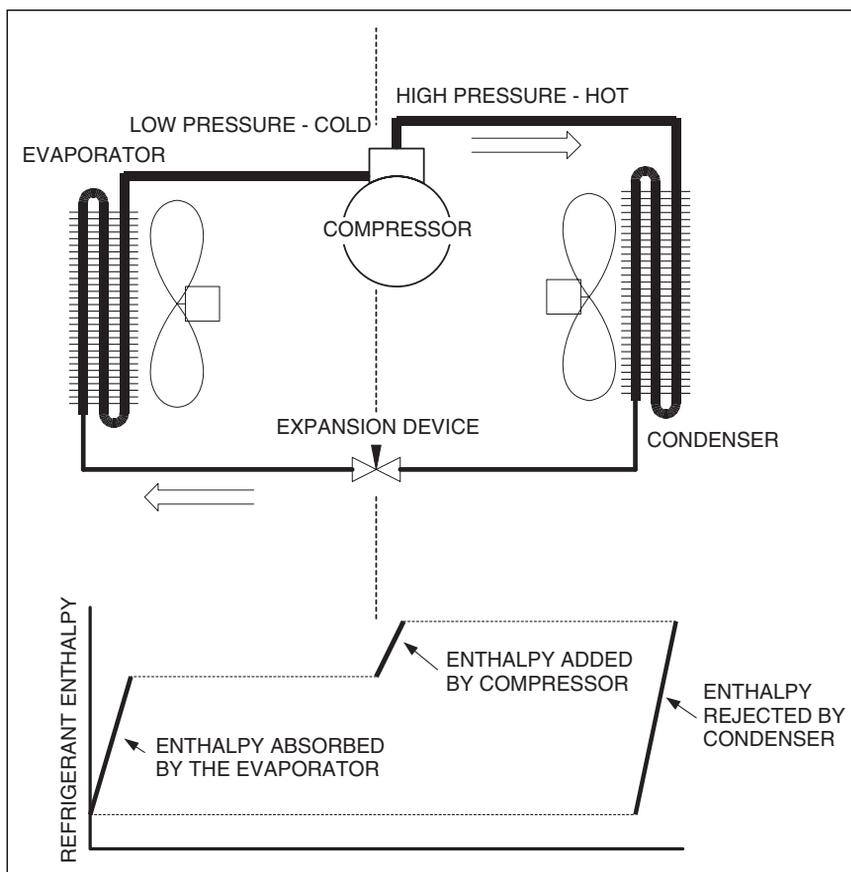 HIGH PRESSURE - HOT
LOW PRESSURE - COLD
EVAPORATOR
COMPRESSOR
EXPANSION DEVICE
CONDENSER
REFRIGERANT ENTHALPY
ENTHALPY ADDED
BY COMPRESSOR
ENTHALPY
REJECTED BY
CONDENSER
ENTHALPY ABSORBED
BY THE EVAPORATOR